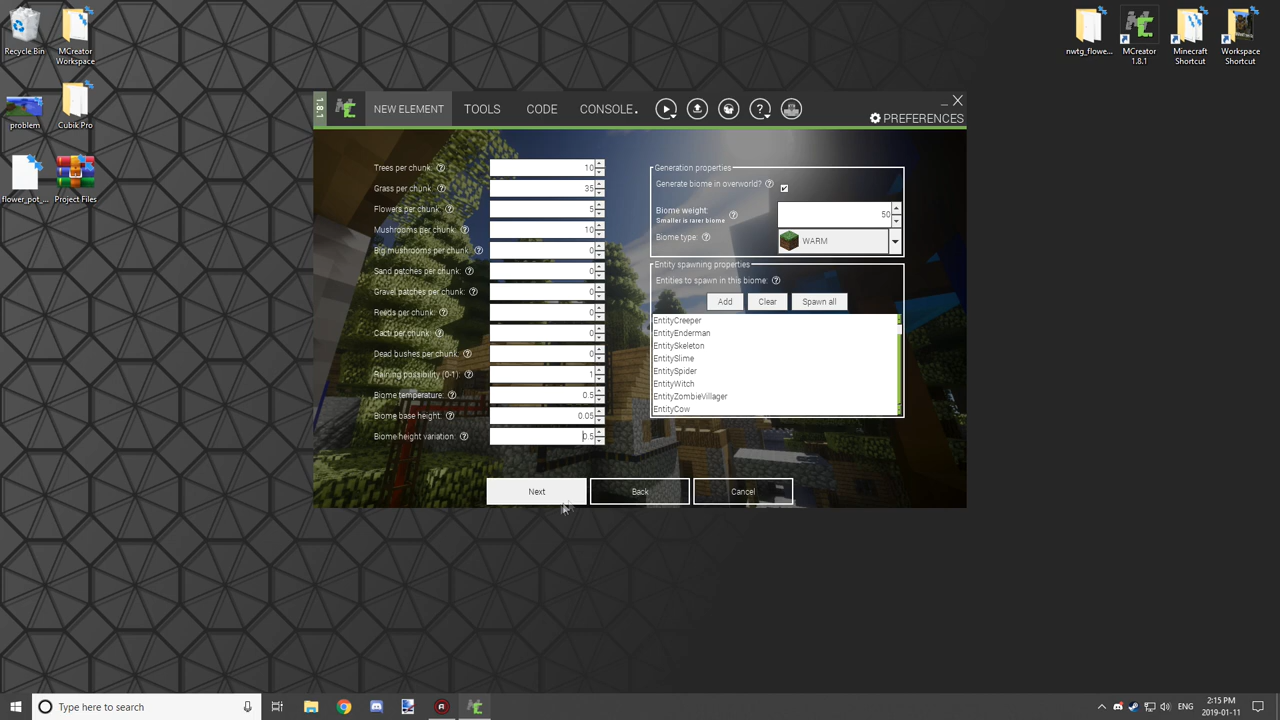 Recycle Bin
MCreator
Workspace
problem
Cubik Pro
flower_pot_...
Project Files
nwtg_flowe...
MCreator
1.8.1
Minecraft
Shortcut
Workspace
Shortcut
1.8.1
NEW ELEMENT
TOOLS
CODE
CONSOLE.
PREFERENCES
Trees per chunk: 10
Grass per chunk: 35
Flowers per chunk: 5
Mushrooms per chunk: 10
Big mushrooms per chunk: 0
Sand patches per chunk: 0
Gravel patches per chunk: 0
Reeds per chunk: 0
Cacti per chunk: 0
Dead bushes per chunk: 0
Raining possibility (0-1): 1
Biome temperature: 0.5
Biome base height: 0.05
Biome height variation: 0.5
Generation properties
Generate biome in overworld?
Biome weight: 50
Smaller is rarer biome
Biome type: WARM
Entity spawning properties
Entities to spawn in this biome:
Add Clear Spawn all
EntityCreeper
EntityEnderman
EntitySkeleton
EntitySlime
EntitySpider
EntityWitch
EntityZombieVillager
EntityCow
Next Back Cancel
Type here to search
ENG
2:15 PM
2019-01-11